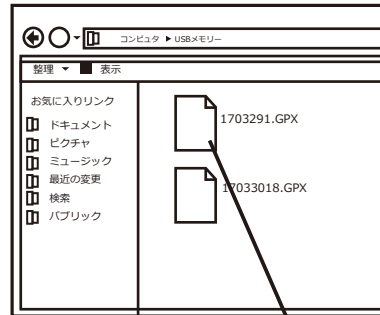 コンピュタ ▶ USBメモリー
整理 ▼ ■ 表示
お気に入りリンク
ドキュメント
ピクチャ
ミュージック
最近の変更
検索
パブリック
1703291.GPX
17033018.GPX